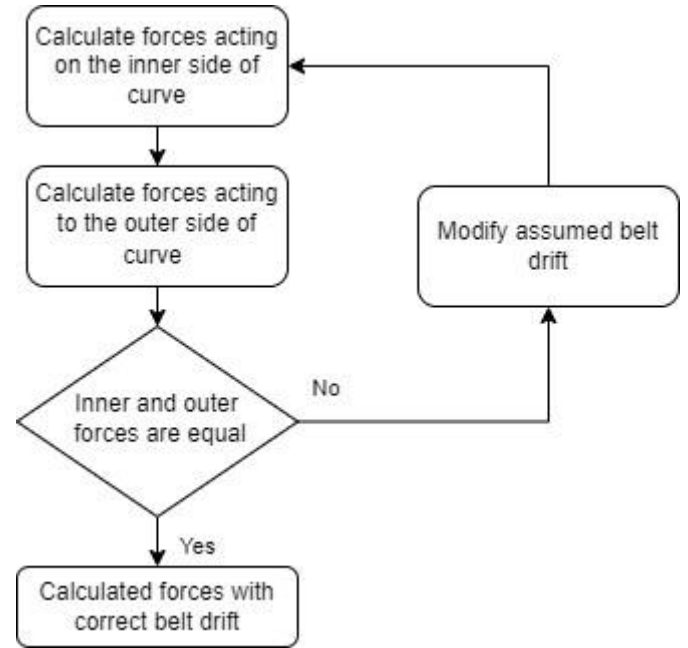 Calculate forces acting
on the inner side of
curve
Calculate forces acting
to the outer side of
curve
Modify assumed belt
drift
Inner and outer
forces are equal
No
Yes
Calculated forces with
correct belt drift